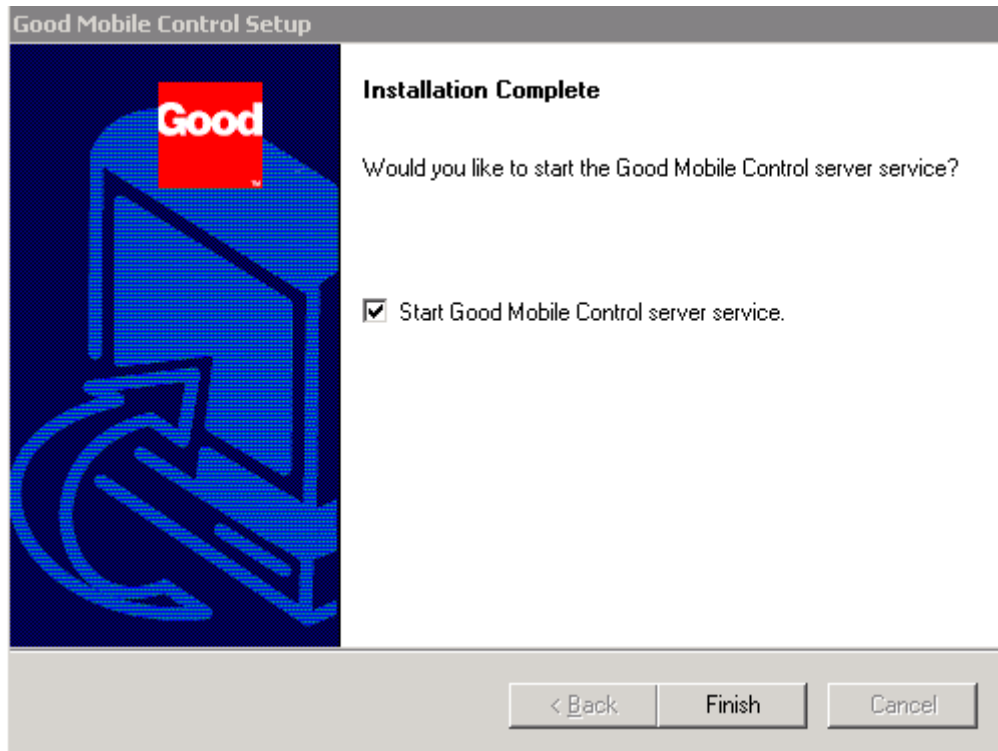 Good Mobile Control Setup
Good
Installation Complete
Would you like to start the Good Mobile Control server service?
Start Good Mobile Control server service.
< Back
Finish
Cancel